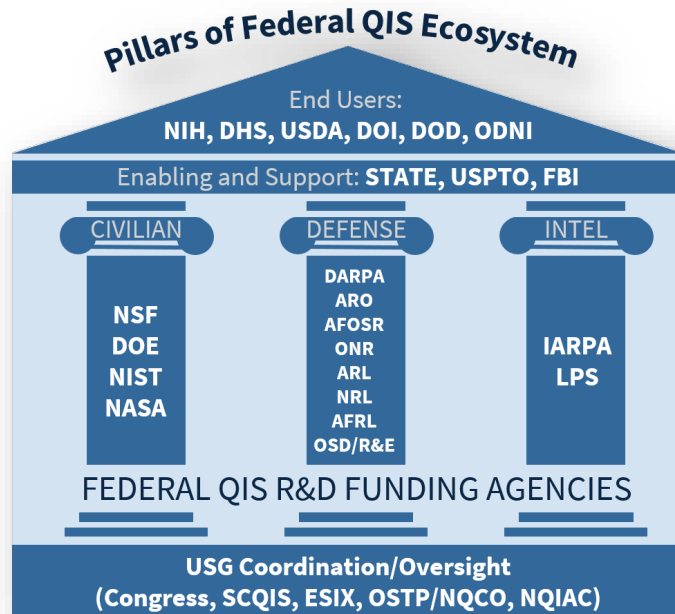 Pillars of Federal QIS Ecosystem
End Users:
NIH, DHS, USDA, DOI, DOD, ODNI
Enabling and Support: STATE, USPTO, FBI
CIVILIAN
NSF
DOE
NIST
NASA
DEFENSE
DARPA
ARO
AFOSR
ONR
ARL
NRL
AFRL
OSD/R&E
INTEL
IARPA
LPS
FEDERAL QIS R&D FUNDING AGENCIES
USG Coordination/Oversight
(Congress, SCQIS, ESIX, OSTP/NQCO, NQIAC)